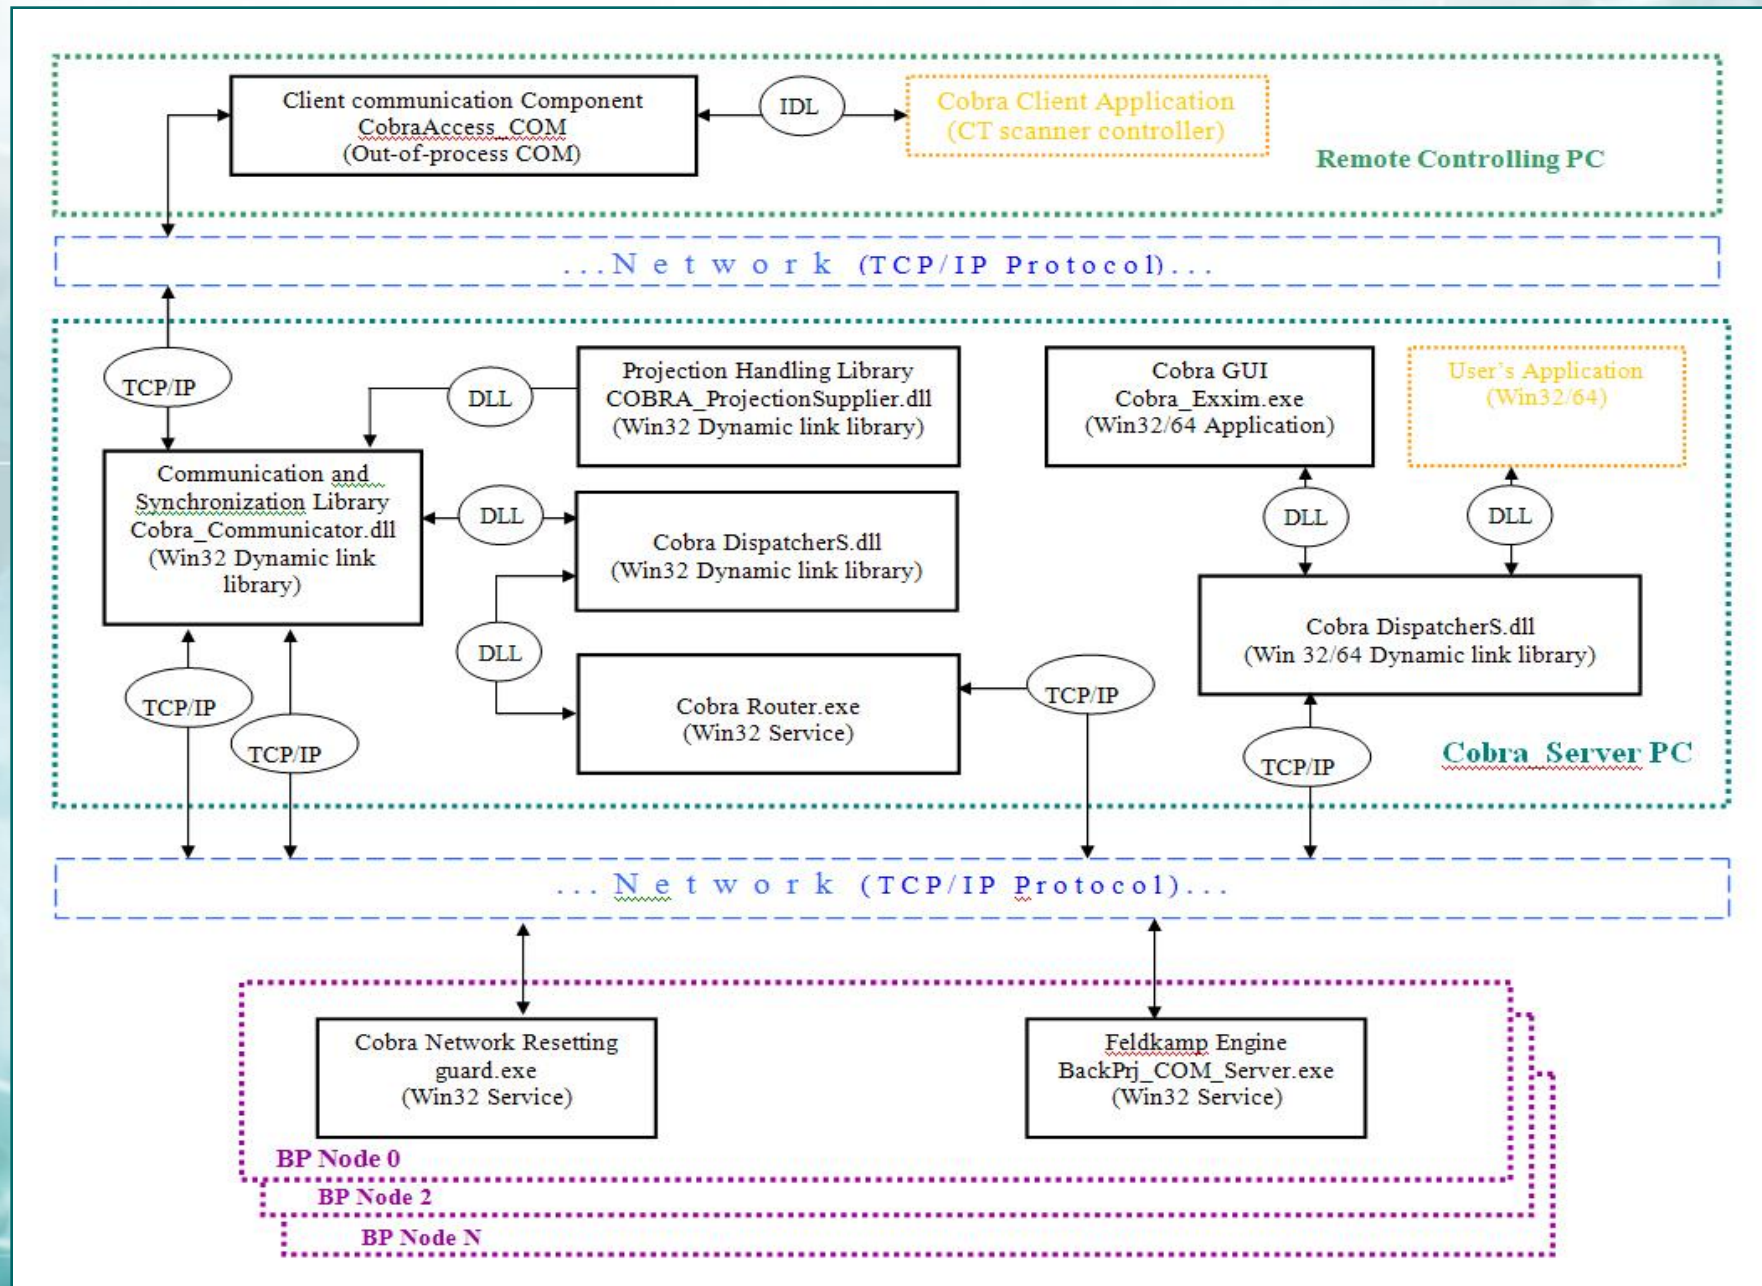 Client communication Component
CobraAccess_COM
(Out-of-process COM)
IDL
Cobra Client Application
(CT scanner controller)
Remote Controlling PC
...Network (TCP/IP Protocol)...
TCP/IP
DLL
Projection Handling Library
COBRA_ProjectionSupplier.dll
(Win32 Dynamic link library)
Cobra GUI
Cobra_Exxim.exe
(Win32/64 Application)
User's Application
(Win32/64)
Communication and
Synchronization Library
Cobra_Communicator.dll
(Win32 Dynamic link
library)
DLL
Cobra DispatcherS.dll
(Win32 Dynamic link library)
DLL
DLL
DLL
Cobra Router.exe
(Win32 Service)
TCP/IP
Cobra DispatcherS.dll
(Win 32/64 Dynamic link library)
TCP/IP
TCP/IP
TCP/IP
Cobra_Server PC
...Network (TCP/IP Protocol)...
Cobra Network Resetting
guard.exe
(Win32 Service)
Feldkamp Engine
BackPrj_COM_Server.exe
(Win32 Service)
BP Node 0
BP Node 2
BP Node N